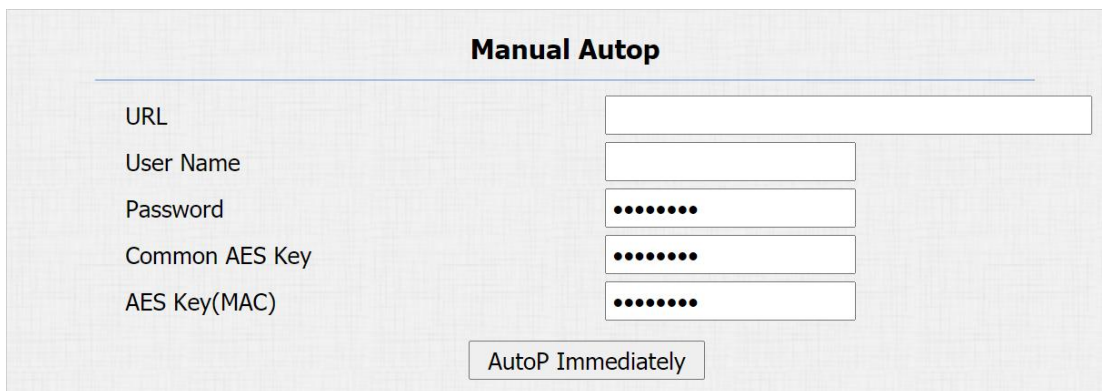 Manual Autop
URL
User Name
Password ••••••••
Common AES Key ••••••••
AES Key(MAC) ••••••••
AutoP Immediately